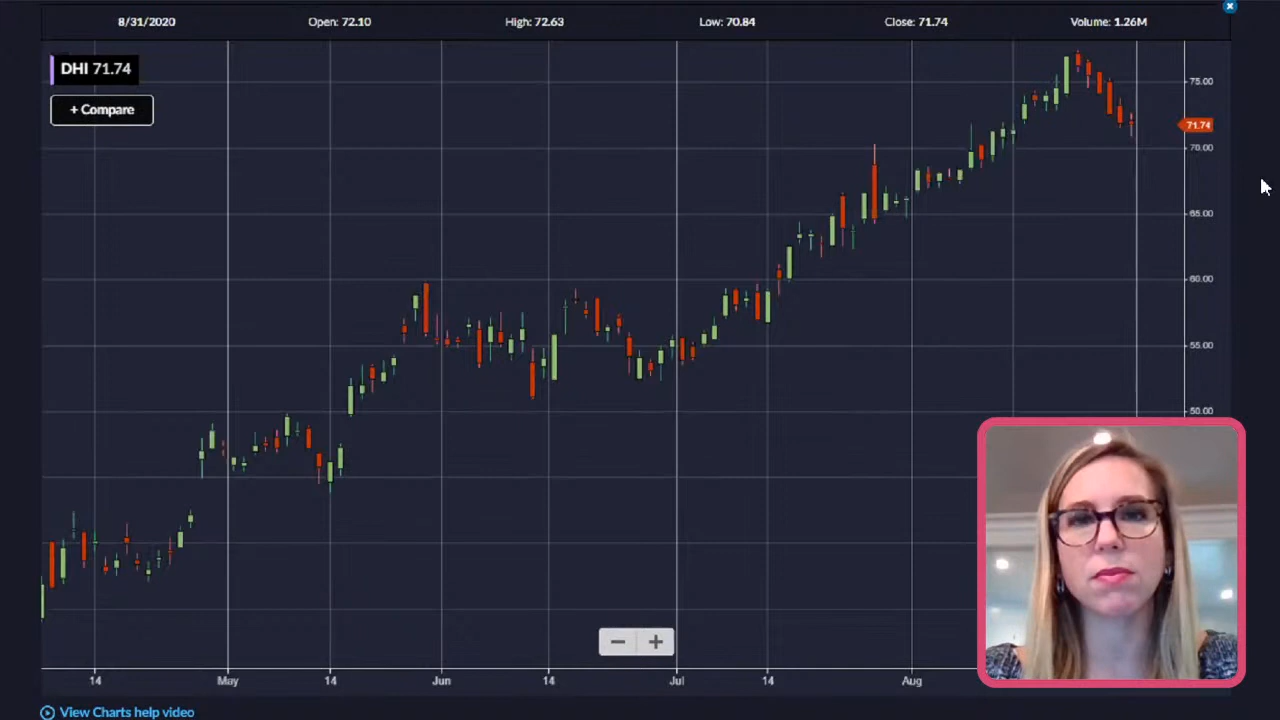 8/31/2020 Open: 72.10 High: 72.63 Low: 70.84 Close: 71.74 Volume: 1.26M
DHI 71.74
+ Compare
75.00
71.74
70.00
65.00
60.00
55.00
50.00
− +
14 May 14 Jun 14 Jul 14 Aug
View Charts help video